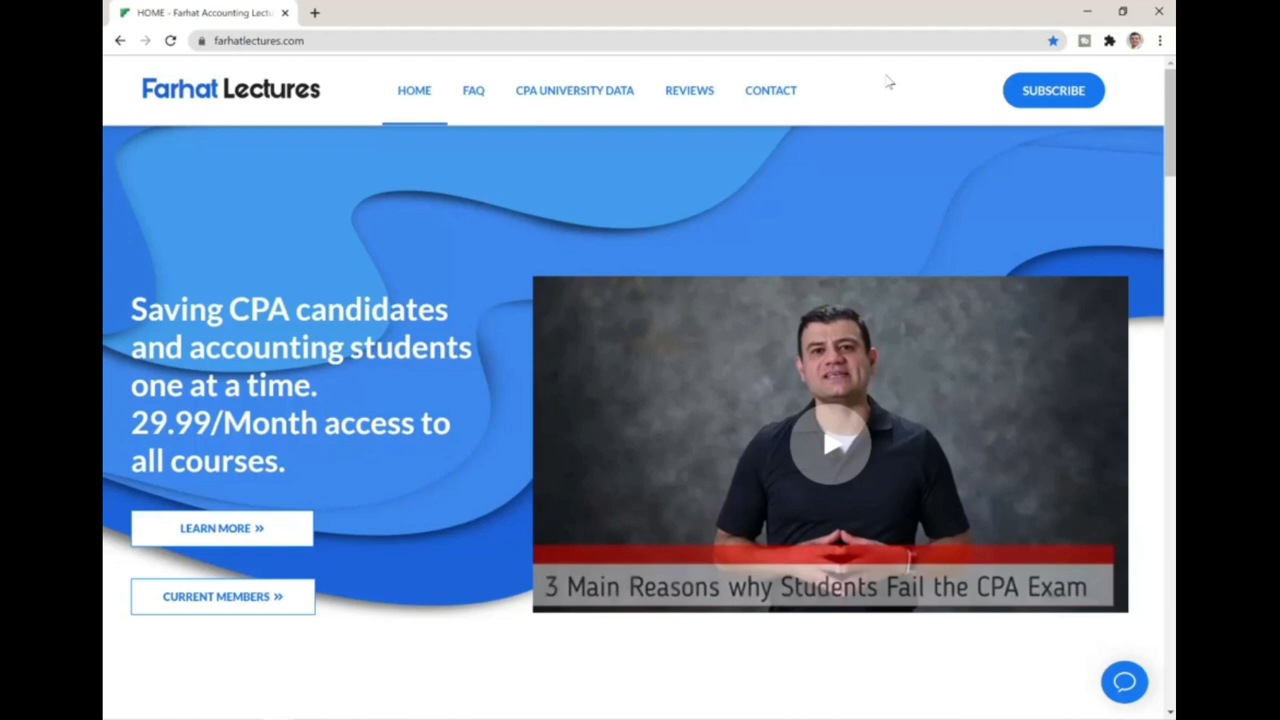 HOME - Farhat Accounting Lectu
farhatlectures.com
Farhat Lectures
HOME
FAQ
CPA UNIVERSITY DATA
REVIEWS
CONTACT
SUBSCRIBE
Saving CPA candidates
and accounting students
one at a time.
29.99/Month access to
all courses.
LEARN MORE »
CURRENT MEMBERS »
3 Main Reasons why Students Fail the CPA Exam